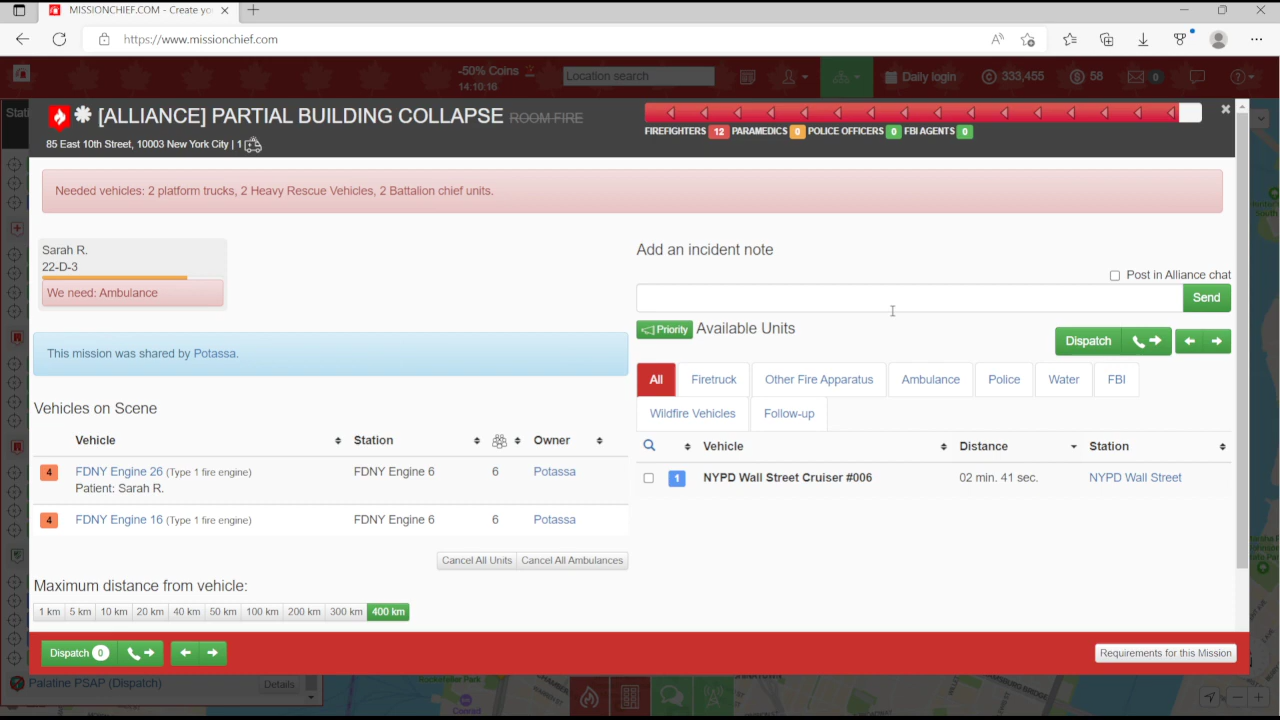 MISSIONCHIEF.COM - Create yo
https://www.missionchief.com
-50% Coins
14:10:16
Location search
Daily login
333,455
58
0
Stati
[ALLIANCE] PARTIAL BUILDING COLLAPSE ROOM FIRE
85 East 10th Street, 10003 New York City | 1
FIREFIGHTERS 12 PARAMEDICS 0 POLICE OFFICERS 0 FBI AGENTS 0
Needed vehicles: 2 platform trucks, 2 Heavy Rescue Vehicles, 2 Battalion chief units.
Sarah R.
22-D-3
We need: Ambulance
This mission was shared by Potassa.
Vehicles on Scene
Vehicle Station Owner
4 FDNY Engine 26 (Type 1 fire engine) FDNY Engine 6 6 Potassa
Patient: Sarah R.
4 FDNY Engine 16 (Type 1 fire engine) FDNY Engine 6 6 Potassa
Cancel All Units Cancel All Ambulances
Maximum distance from vehicle:
1 km 5 km 10 km 20 km 40 km 50 km 100 km 200 km 300 km 400 km
Add an incident note
Post in Alliance chat
Send
Priority Available Units
Dispatch
All Firetruck Other Fire Apparatus Ambulance Police Water FBI
Wildfire Vehicles Follow-up
Vehicle Distance Station
1 NYPD Wall Street Cruiser #006 02 min. 41 sec. NYPD Wall Street
Dispatch 0
Requirements for this Mission
Palatine PSAP (Dispatch) Details